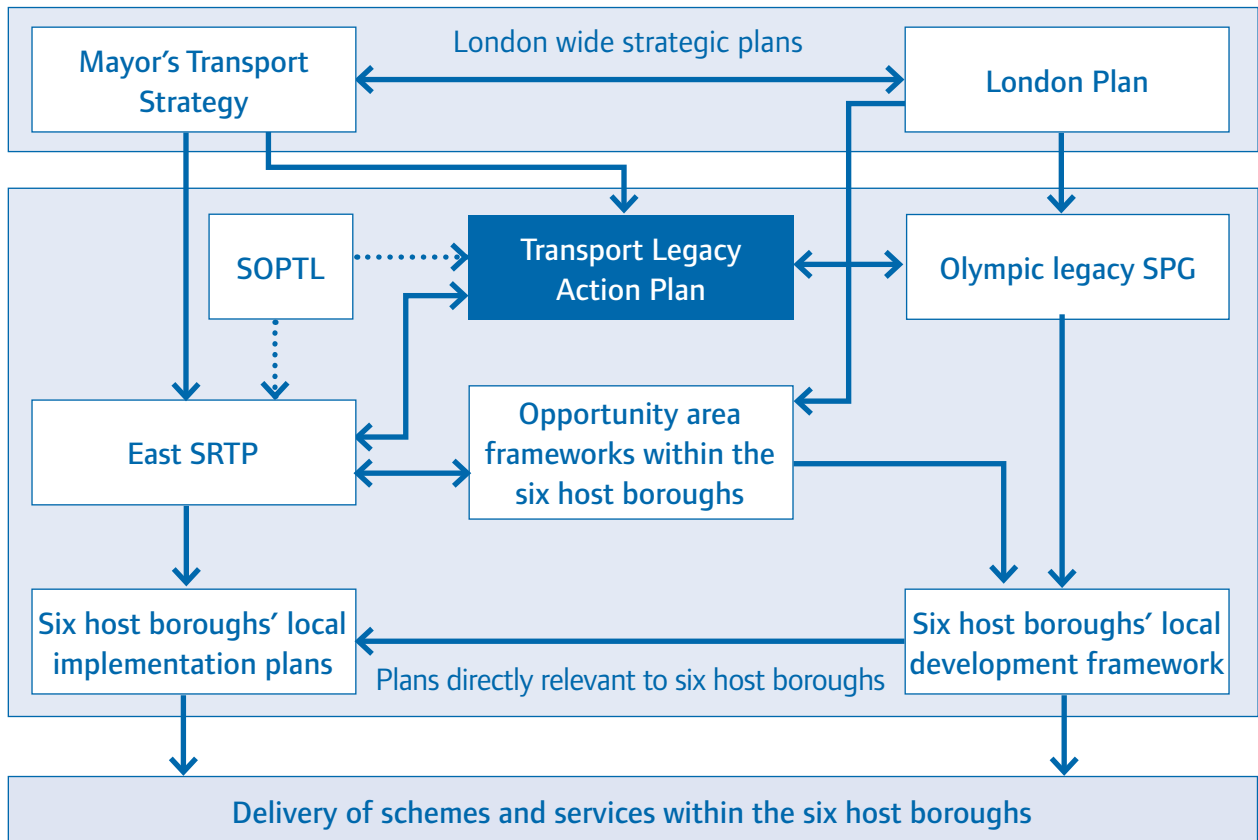 London wide strategic plans
Mayor’s Transport
Strategy
London Plan
SOPTL
Transport Legacy
Action Plan
Olympic legacy SPG
East SRTP
Opportunity area
frameworks within the
six host boroughs
Six host boroughs’ local
implementation plans
Six host boroughs’ local
development framework
Plans directly relevant to six host boroughs
Delivery of schemes and services within the six host boroughs